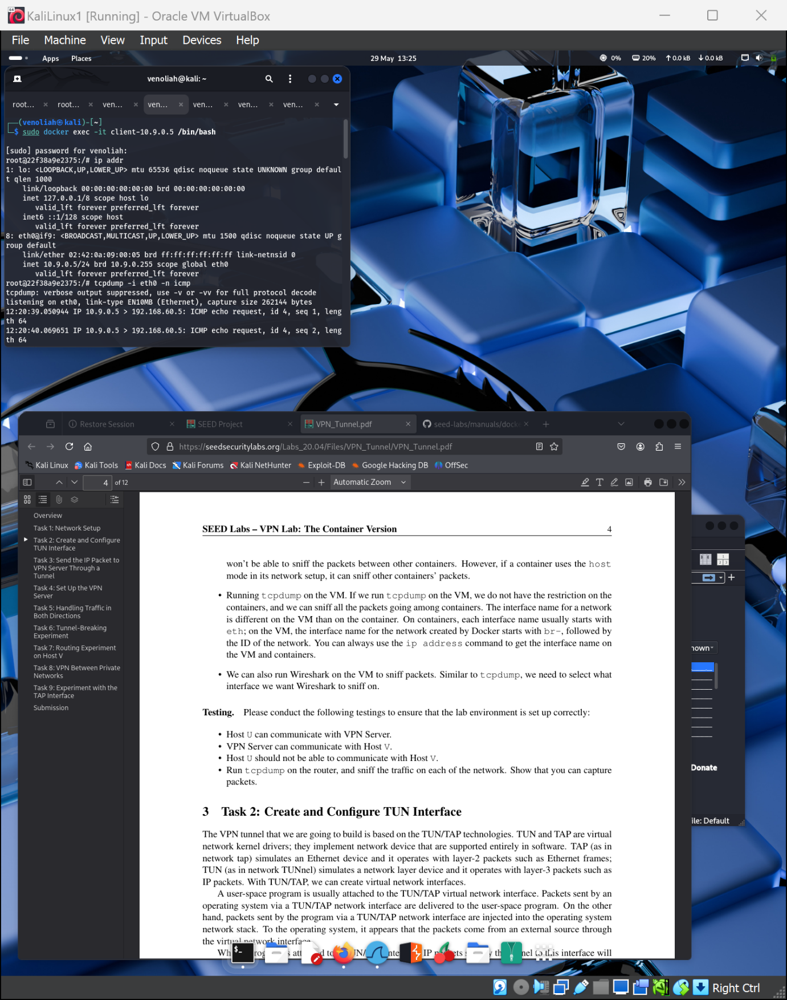 KaliLinux1 [Running] - Oracle VM VirtualBox
File Machine View Input Devices Help
Apps Places 29 May 13:25 0% 20% ↑0.0 kB ↓0.0 kB
venoliah@kali: ~
root... × root... × ven... × ven... × ven... × ven... × ven... ×
┌──(venoliah㉿kali)-[~]
└─$ sudo docker exec -it client-10.9.0.5 /bin/bash
[sudo] password for venoliah:
root@22f38a9e2375:/# ip addr
1: lo: <LOOPBACK,UP,LOWER_UP> mtu 65536 qdisc noqueue state UNKNOWN group defaul
t qlen 1000
link/loopback 00:00:00:00:00:00 brd 00:00:00:00:00:00
inet 127.0.0.1/8 scope host lo
valid_lft forever preferred_lft forever
inet6 ::1/128 scope host
valid_lft forever preferred_lft forever
8: eth0@if9: <BROADCAST,MULTICAST,UP,LOWER_UP> mtu 1500 qdisc noqueue state UP g
roup default
link/ether 02:42:0a:09:00:05 brd ff:ff:ff:ff:ff:ff link-netnsid 0
inet 10.9.0.5/24 brd 10.9.0.255 scope global eth0
valid_lft forever preferred_lft forever
root@22f38a9e2375:/# tcpdump -i eth0 -n icmp
tcpdump: verbose output suppressed, use -v or -vv for full protocol decode
listening on eth0, link-type EN10MB (Ethernet), capture size 262144 bytes
12:20:39.050944 IP 10.9.0.5 > 192.168.60.5: ICMP echo request, id 4, seq 1, leng
th 64
12:20:40.069651 IP 10.9.0.5 > 192.168.60.5: ICMP echo request, id 4, seq 2, leng
th 64
Restore Session × SEED Project × VPN_Tunnel.pdf × seed-labs/manuals/docke × +
https://seedsecuritylabs.org/Labs_20.04/Files/VPN_Tunnel/VPN_Tunnel.pdf
Kali Linux Kali Tools Kali Docs Kali Forums Kali NetHunter Exploit-DB Google Hacking DB OffSec
4 of 12 Automatic Zoom
Overview
Task 1: Network Setup
Task 2: Create and Configure
TUN Interface
Task 3: Send the IP Packet to
VPN Server Through a
Tunnel
Task 4: Set Up the VPN
Server
Task 5: Handling Traffic in
Both Directions
Task 6: Tunnel-Breaking
Experiment
Task 7: Routing Experiment
on Host V
Task 8: VPN Between Private
Networks
Task 9: Experiment with the
TAP Interface
Submission
SEED Labs – VPN Lab: The Container Version 4
won't be able to sniff the packets between other containers. However, if a container uses the host
mode in its network setup, it can sniff other containers' packets.
• Running tcpdump on the VM. If we run tcpdump on the VM, we do not have the restriction on the
containers, and we can sniff all the packets going among containers. The interface name for a network
is different on the VM than on the container. On containers, each interface name usually starts with
eth; on the VM, the interface name for the network created by Docker starts with br-, followed by
the ID of the network. You can always use the ip address command to get the interface name on
the VM and containers.
• We can also run Wireshark on the VM to sniff packets. Similar to tcpdump, we need to select what
interface we want Wireshark to sniff on.
Testing. Please conduct the following testings to ensure that the lab environment is set up correctly:
• Host U can communicate with VPN Server.
• VPN Server can communicate with Host V.
• Host U should not be able to communicate with Host V.
• Run tcpdump on the router, and sniff the traffic on each of the network. Show that you can capture
packets.
3 Task 2: Create and Configure TUN Interface
The VPN tunnel that we are going to build is based on the TUN/TAP technologies. TUN and TAP are virtual
network kernel drivers; they implement network device that are supported entirely in software. TAP (as in
network tap) simulates an Ethernet device and it operates with layer-2 packets such as Ethernet frames;
TUN (as in network TUNnel) simulates a network layer device and it operates with layer-3 packets such as
IP packets. With TUN/TAP, we can create virtual network interfaces.
A user-space program is usually attached to the TUN/TAP virtual network interface. Packets sent by an
operating system via a TUN/TAP network interface are delivered to the user-space program. On the other
hand, packets sent by the program via a TUN/TAP network interface are injected into the operating system
network stack. To the operating system, it appears that the packets come from an external source through
the virtual network interface.
to this interface will
nown
Donate
ile: Default
Right Ctrl